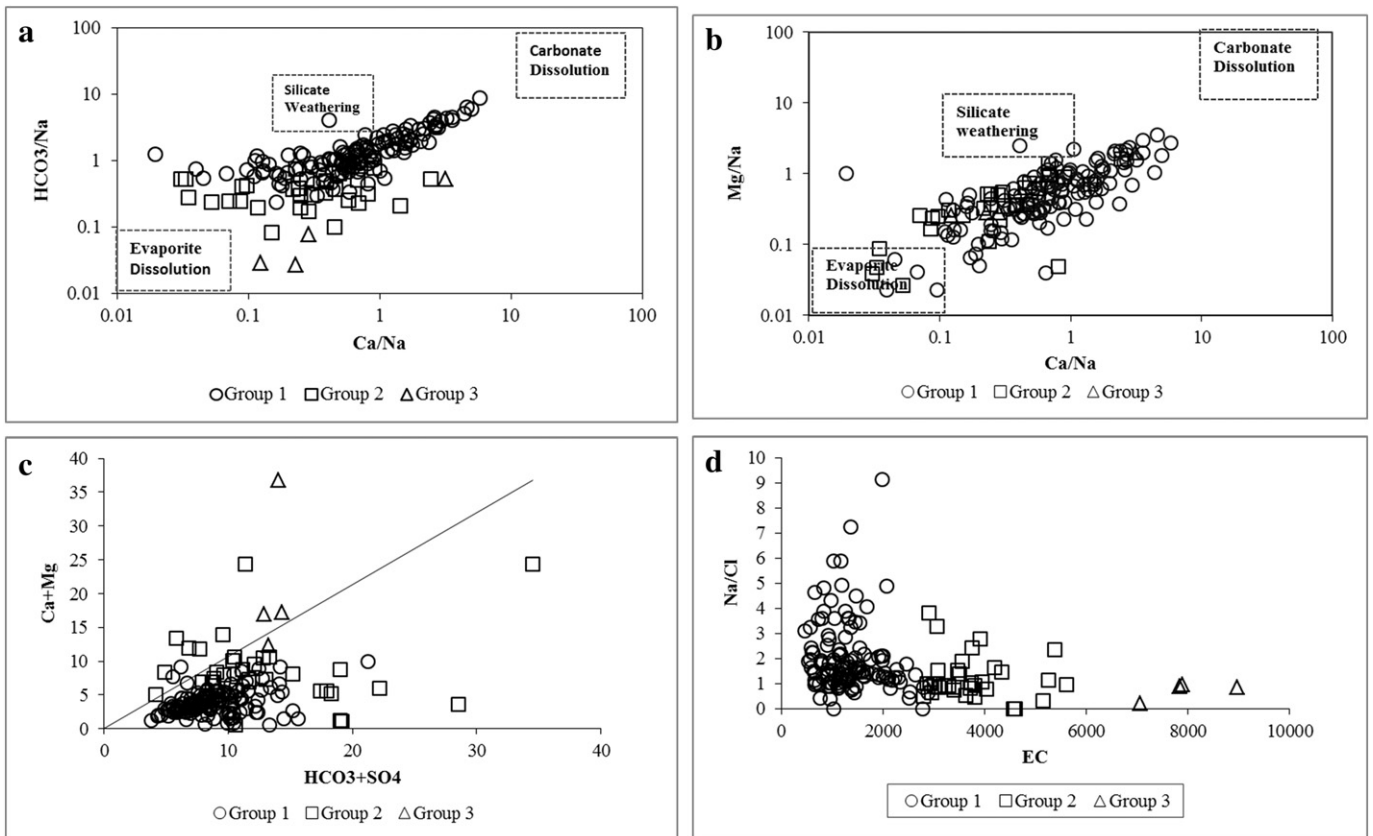 a
HCO3/Na
100
10
1
0.1
0.01
Carbonate
Dissolution
Silicate
Weathering
Evaporite
Dissolution
0.01 0.1 1 10 100
Ca/Na
Group 1 Group 2 Group 3
b
Mg/Na
100
10
1
0.1
0.01
Carbonate
Dissolution
Silicate
weathering
Evaporite
Dissolution
0.01 0.1 1 10 100
Ca/Na
Group 1 Group 2 Group 3
c
Ca+Mg
40
35
30
25
20
15
10
5
0
0 10 20 30 40
HCO3+SO4
Group 1 Group 2 Group 3
d
Na/Cl
10
9
8
7
6
5
4
3
2
1
0
0 2000 4000 6000 8000 10000
EC
Group 1 Group 2 Group 3